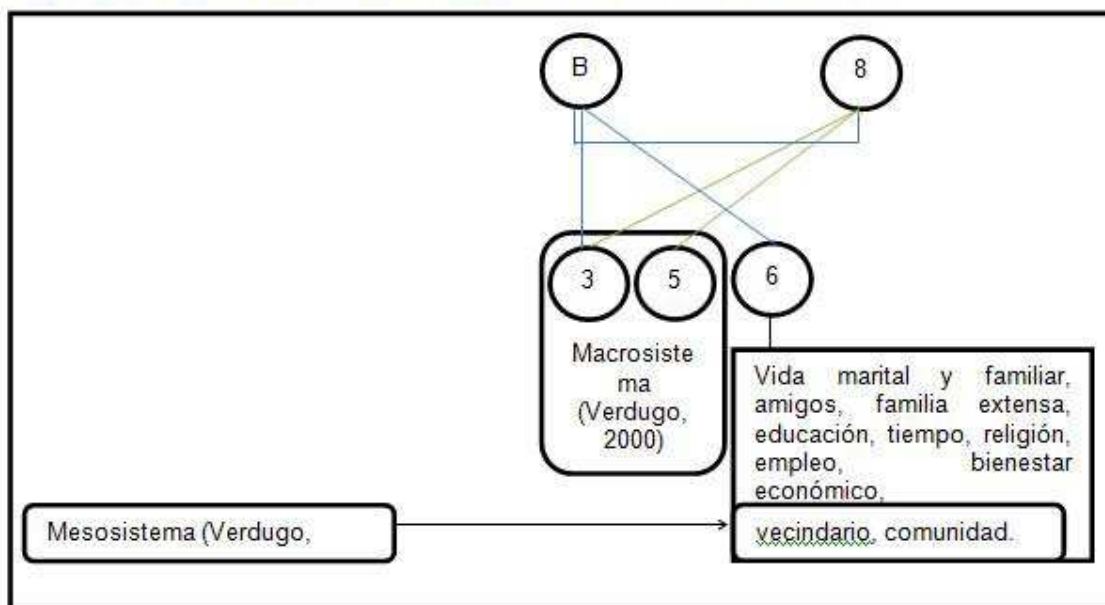 B
8
3
5
6
Macrosiste
ma
(Verdugo,
2000)
Vida marital y familiar,
amigos, familia extensa,
educación, tiempo, religión,
empleo, bienestar
económico,
Mesosistema (Verdugo,
vecindario, comunidad.